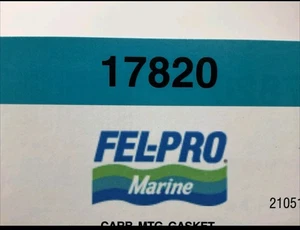 17820
FEL-PRO
Marine
21051
CARB MTG GASKET